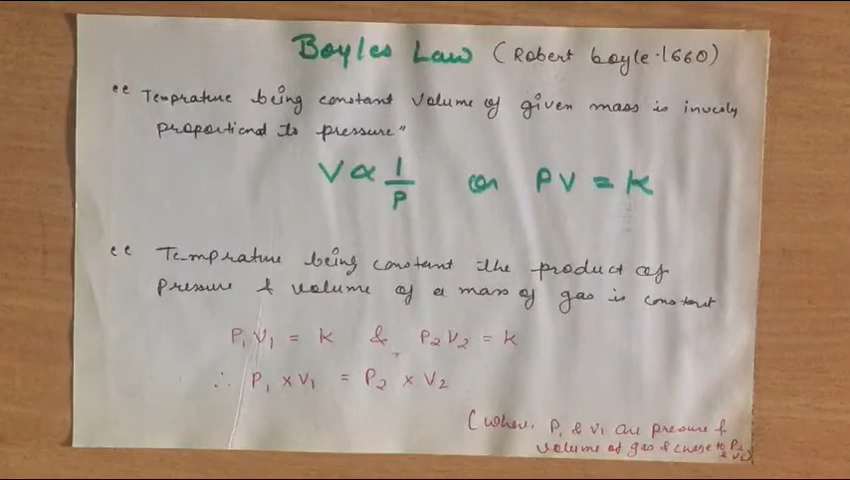 Boyles Law (Robert boyle.1660)
“ Temprature being constant volume of given mass is inversly
proportional to pressure”
V ∝ 1/P or PV = K
“ Temprature being constant the product of
pressure & volume of a mass of gas is constant
P₁V₁ = K & P₂V₂ = K
∴ P₁ × V₁ = P₂ × V₂
(where P₁ & V₁ are pressure &
volume of gas & to P₂
& V₂)